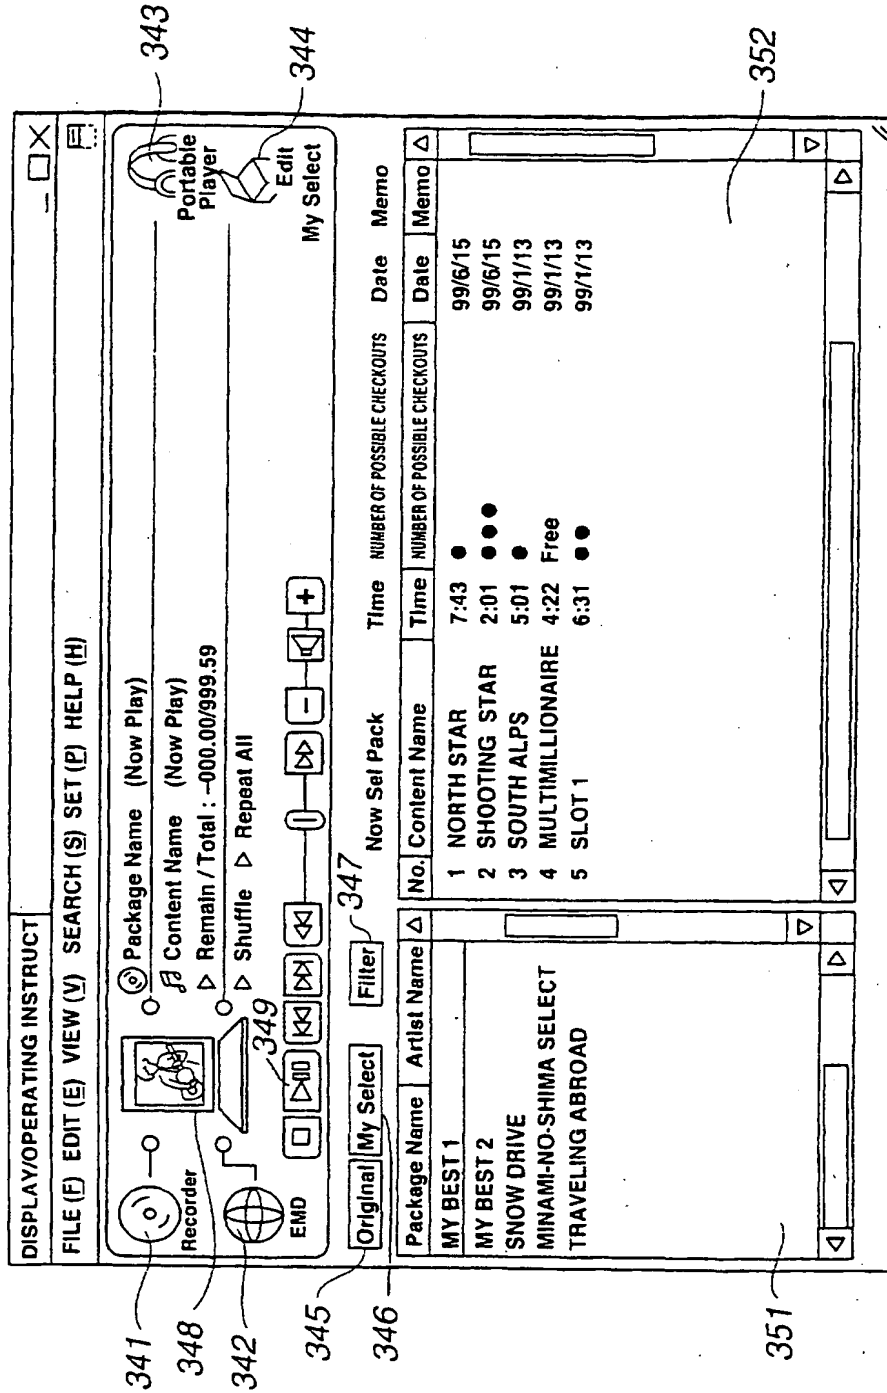 DISPLAY/OPERATING INSTRUCT
FILE (F) EDIT (E) VIEW (V) SEARCH (S) SET (P) HELP (H)
341
Recorder
348
342
EMD
Package Name (Now Play)
Content Name (Now Play)
Remain / Total : –000.00/999.59
Shuffle Repeat All
349
343
Portable
Player
344
Edit
My Select
345
Original
My Select
346
Filter
347
Now Sel Pack Time NUMBER OF POSSIBLE CHECKOUTS Date Memo
Package Name Artist Name
MY BEST 1
MY BEST 2
SNOW DRIVE
MINAMI-NO-SHIMA SELECT
TRAVELING ABROAD
351
No. Content Name Time NUMBER OF POSSIBLE CHECKOUTS Date Memo
1 NORTH STAR 7:43 ● 99/6/15
2 SHOOTING STAR 2:01 ●●● 99/6/15
3 SOUTH ALPS 5:01 ● 99/1/13
4 MULTIMILLIONAIRE 4:22 Free 99/1/13
5 SLOT 1 6:31 ●● 99/1/13
352